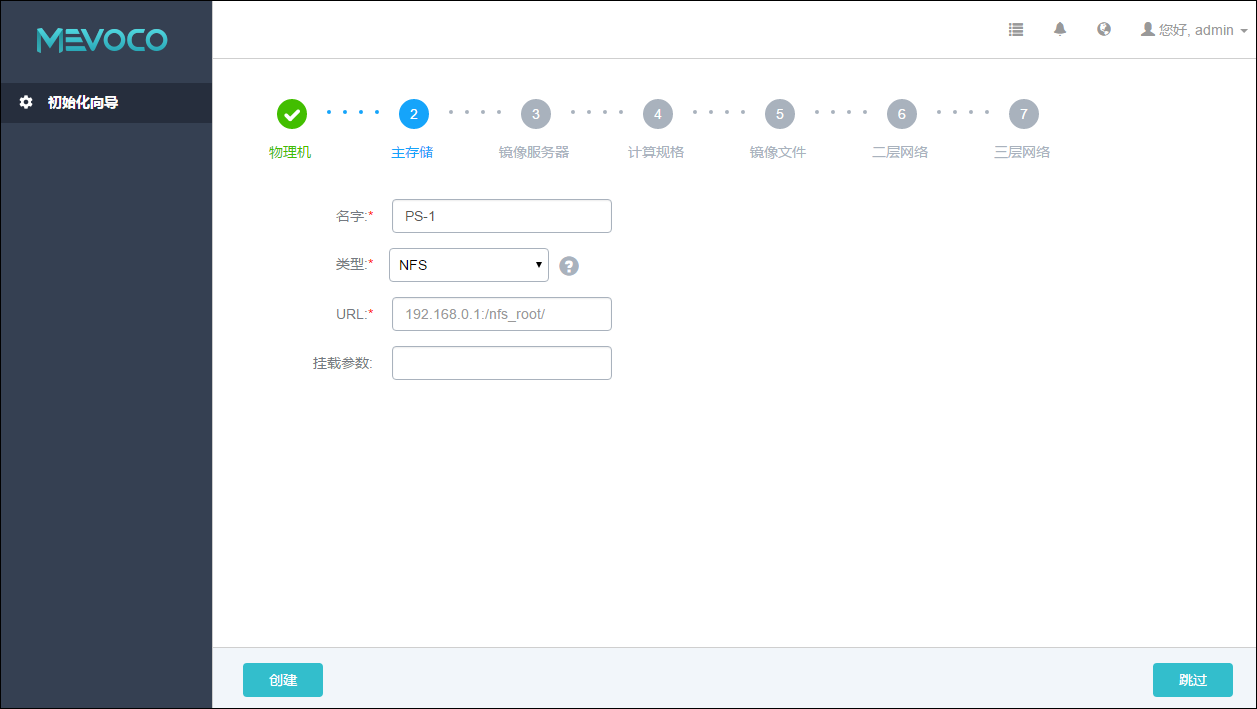 MEVOCO
您好, admin
初始化向导
2 3 4 5 6 7
物理机 主存储 镜像服务器 计算规格 镜像文件 二层网络 三层网络
名字:* PS-1
类型:* NFS ?
URL:* 192.168.0.1:/nfs_root/
挂载参数:
创建 跳过